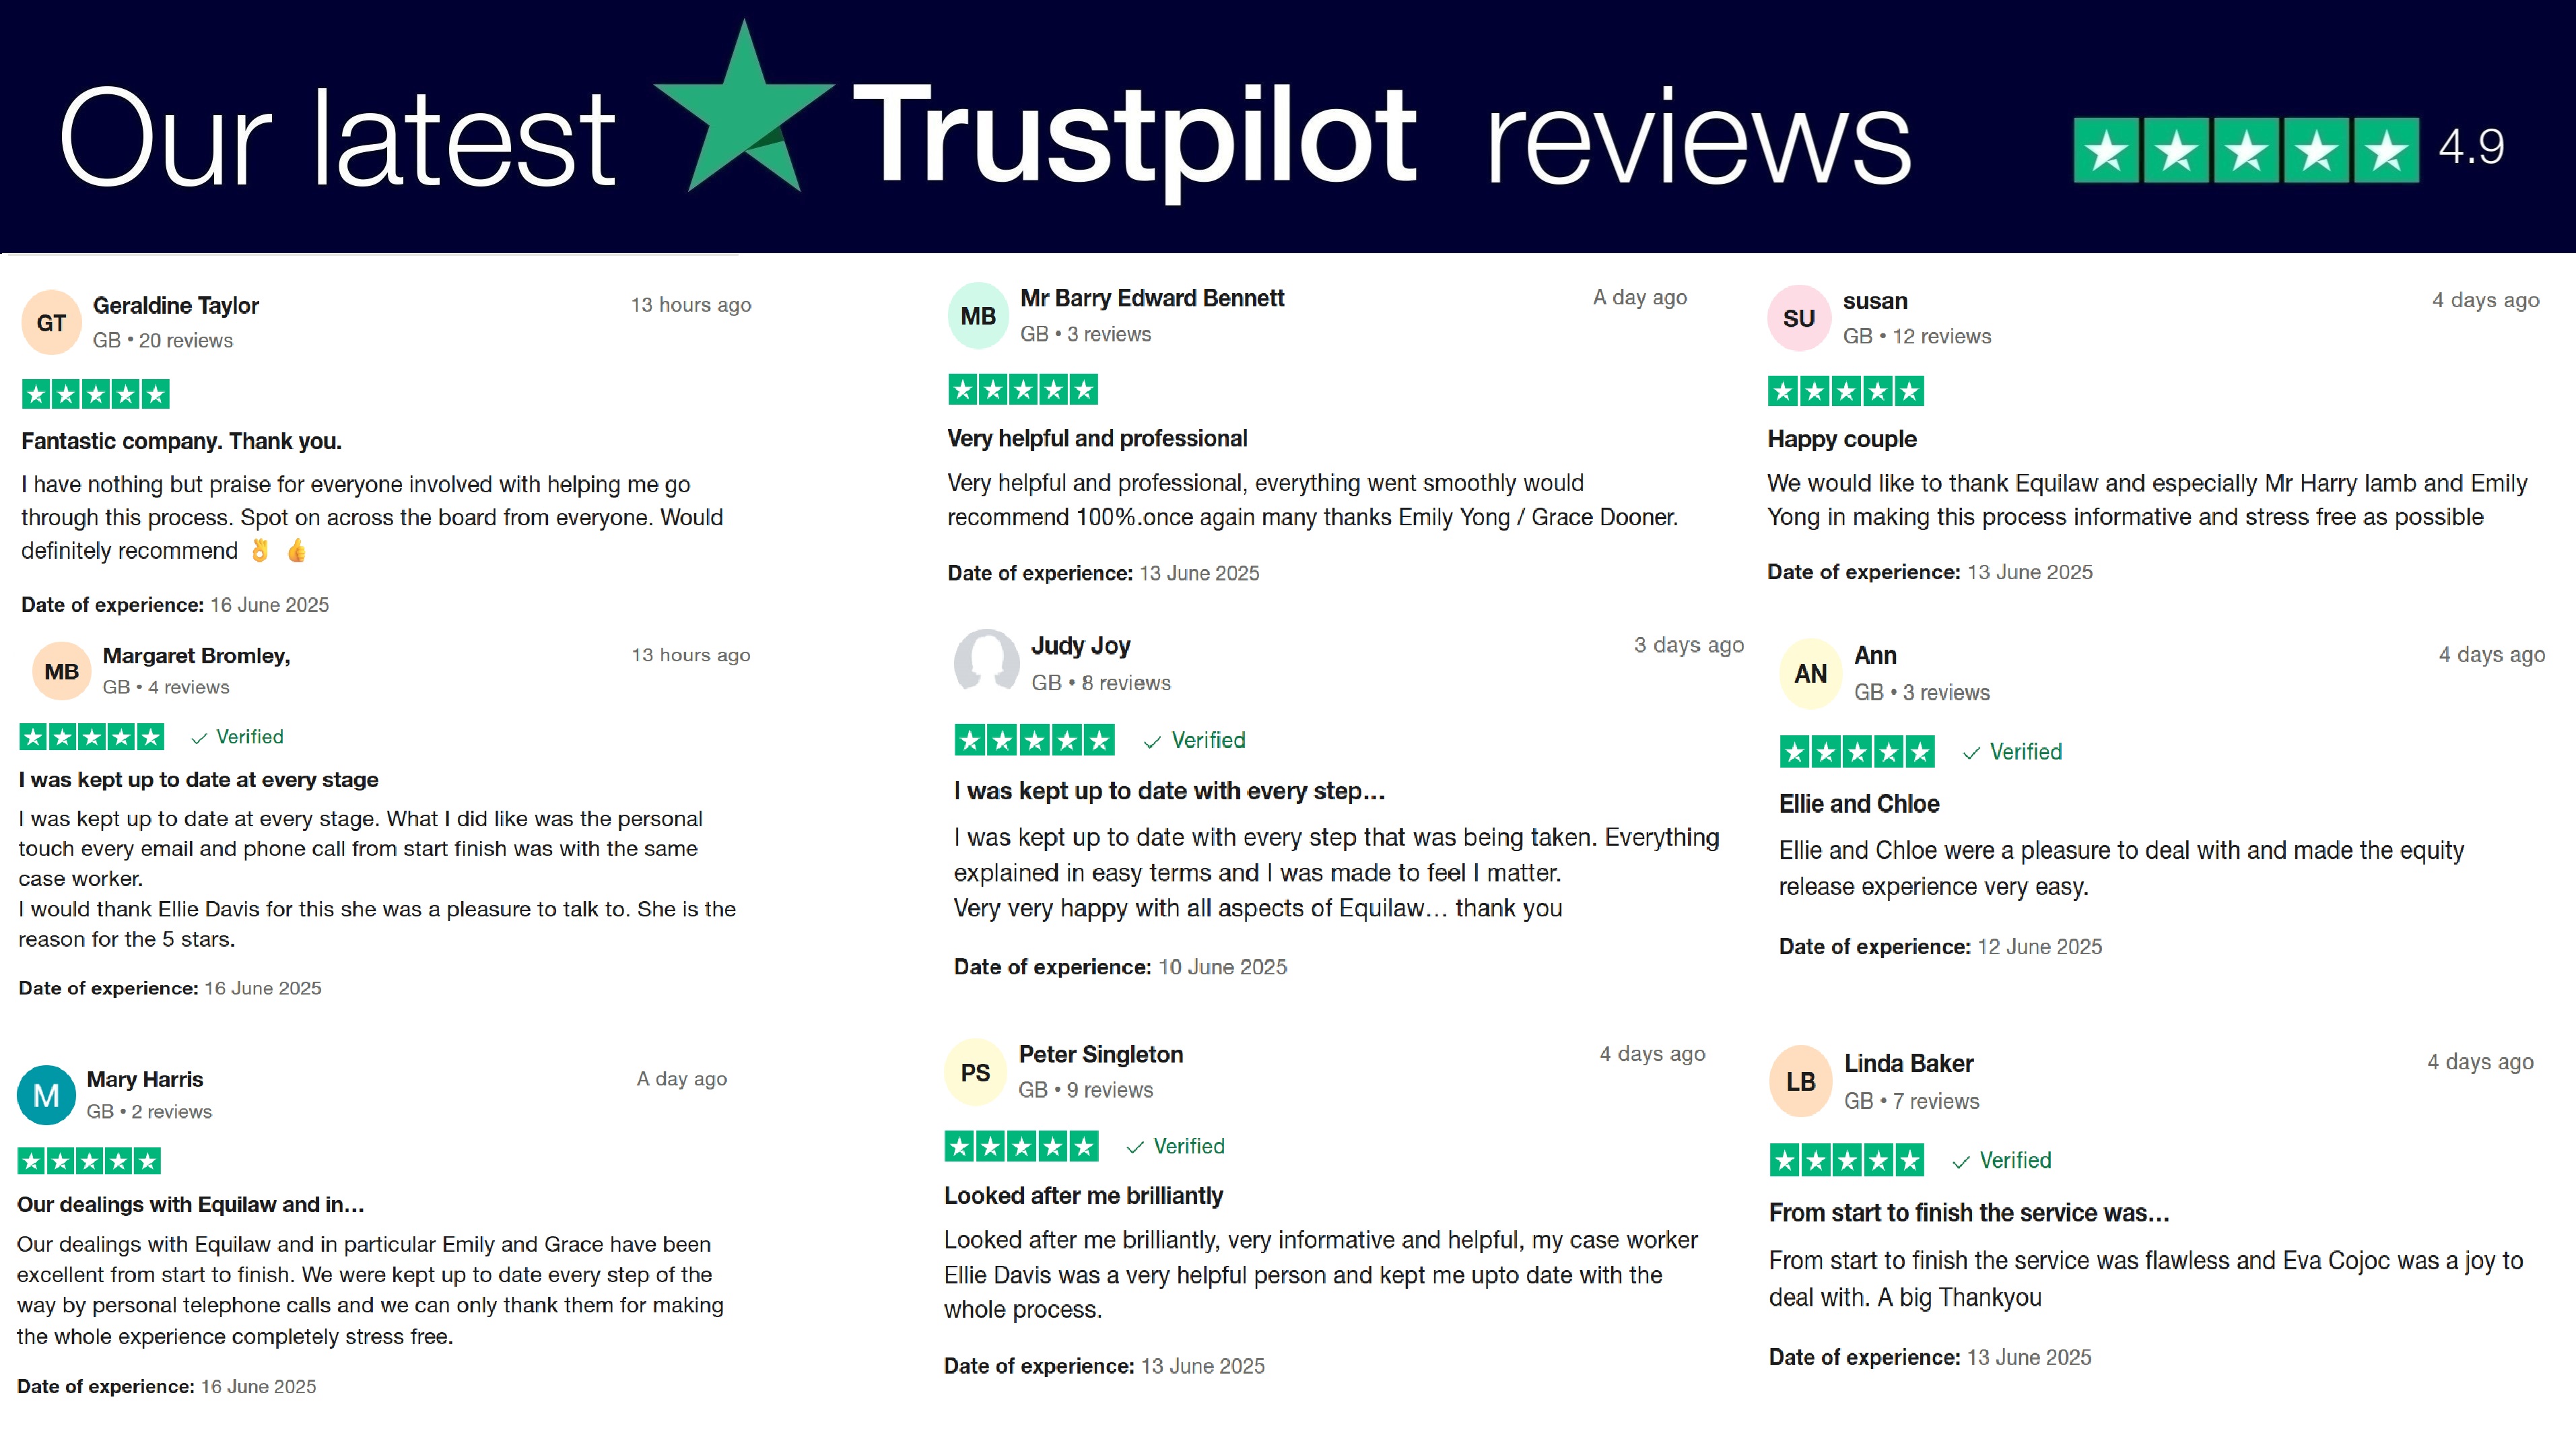 Our latest Trustpilot reviews 4.9
GT
Geraldine Taylor
13 hours ago
GB • 20 reviews
Fantastic company. Thank you.
I have nothing but praise for everyone involved with helping me go
through this process. Spot on across the board from everyone. Would
definitely recommend 👌 👍
Date of experience: 16 June 2025
MB
Margaret Bromley,
13 hours ago
GB • 4 reviews
✓ Verified
I was kept up to date at every stage
I was kept up to date at every stage. What I did like was the personal
touch every email and phone call from start finish was with the same
case worker.
I would thank Ellie Davis for this she was a pleasure to talk to. She is the
reason for the 5 stars.
Date of experience: 16 June 2025
M
Mary Harris
A day ago
GB • 2 reviews
Our dealings with Equilaw and in...
Our dealings with Equilaw and in particular Emily and Grace have been
excellent from start to finish. We were kept up to date every step of the
way by personal telephone calls and we can only thank them for making
the whole experience completely stress free.
Date of experience: 16 June 2025
MB
Mr Barry Edward Bennett
A day ago
GB • 3 reviews
Very helpful and professional
Very helpful and professional, everything went smoothly would
recommend 100%.once again many thanks Emily Yong / Grace Dooner.
Date of experience: 13 June 2025
Judy Joy
3 days ago
GB • 8 reviews
✓ Verified
I was kept up to date with every step...
I was kept up to date with every step that was being taken. Everything
explained in easy terms and I was made to feel I matter.
Very very happy with all aspects of Equilaw... thank you
Date of experience: 10 June 2025
PS
Peter Singleton
4 days ago
GB • 9 reviews
✓ Verified
Looked after me brilliantly
Looked after me brilliantly, very informative and helpful, my case worker
Ellie Davis was a very helpful person and kept me upto date with the
whole process.
Date of experience: 13 June 2025
SU
susan
4 days ago
GB • 12 reviews
Happy couple
We would like to thank Equilaw and especially Mr Harry lamb and Emily
Yong in making this process informative and stress free as possible
Date of experience: 13 June 2025
AN
Ann
4 days ago
GB • 3 reviews
✓ Verified
Ellie and Chloe
Ellie and Chloe were a pleasure to deal with and made the equity
release experience very easy.
Date of experience: 12 June 2025
LB
Linda Baker
4 days ago
GB • 7 reviews
✓ Verified
From start to finish the service was...
From start to finish the service was flawless and Eva Cojoc was a joy to
deal with. A big Thankyou
Date of experience: 13 June 2025